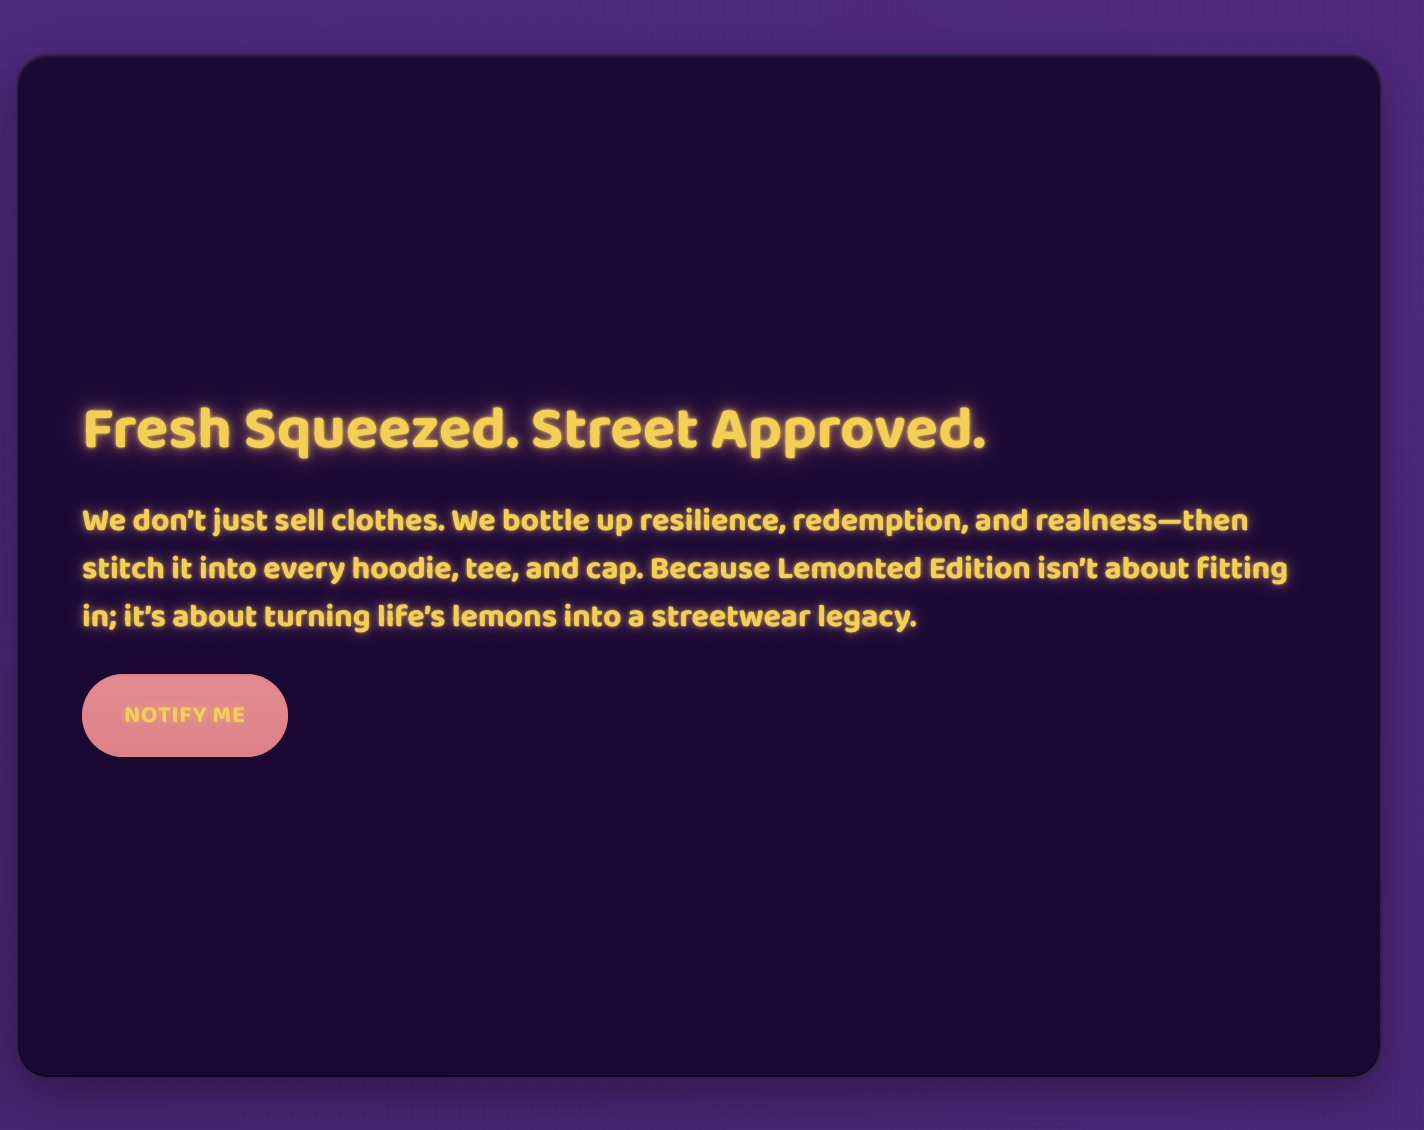 Fresh Squeezed. Street Approved.
We don’t just sell clothes. We bottle up resilience, redemption, and realness—then
stitch it into every hoodie, tee, and cap. Because Lemonted Edition isn’t about fitting
in; it’s about turning life’s lemons into a streetwear legacy.
NOTIFY ME